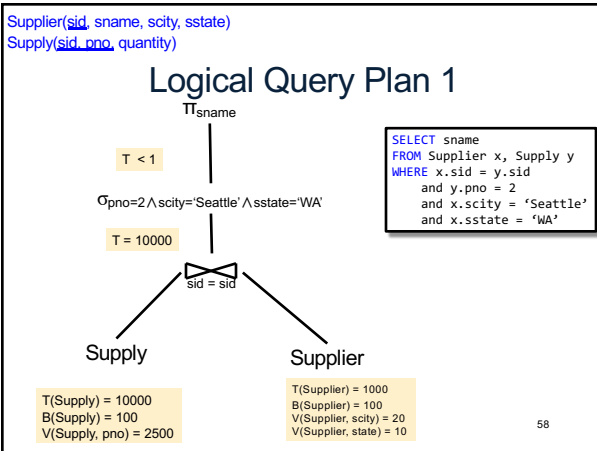 Supplier(sid, sname, scity, sstate)
Supply(sid, pno, quantity)
Logical Query Plan 1
πsname
T < 1
σpno=2∧scity=‘Seattle’∧sstate=‘WA’
T = 10000
sid = sid
SELECT sname
FROM Supplier x, Supply y
WHERE x.sid = y.sid
and y.pno = 2
and x.scity = ‘Seattle’
and x.sstate = ‘WA’
Supply
Supplier
T(Supply) = 10000
B(Supply) = 100
V(Supply, pno) = 2500
T(Supplier) = 1000
B(Supplier) = 100
V(Supplier, scity) = 20
V(Supplier, state) = 10
58